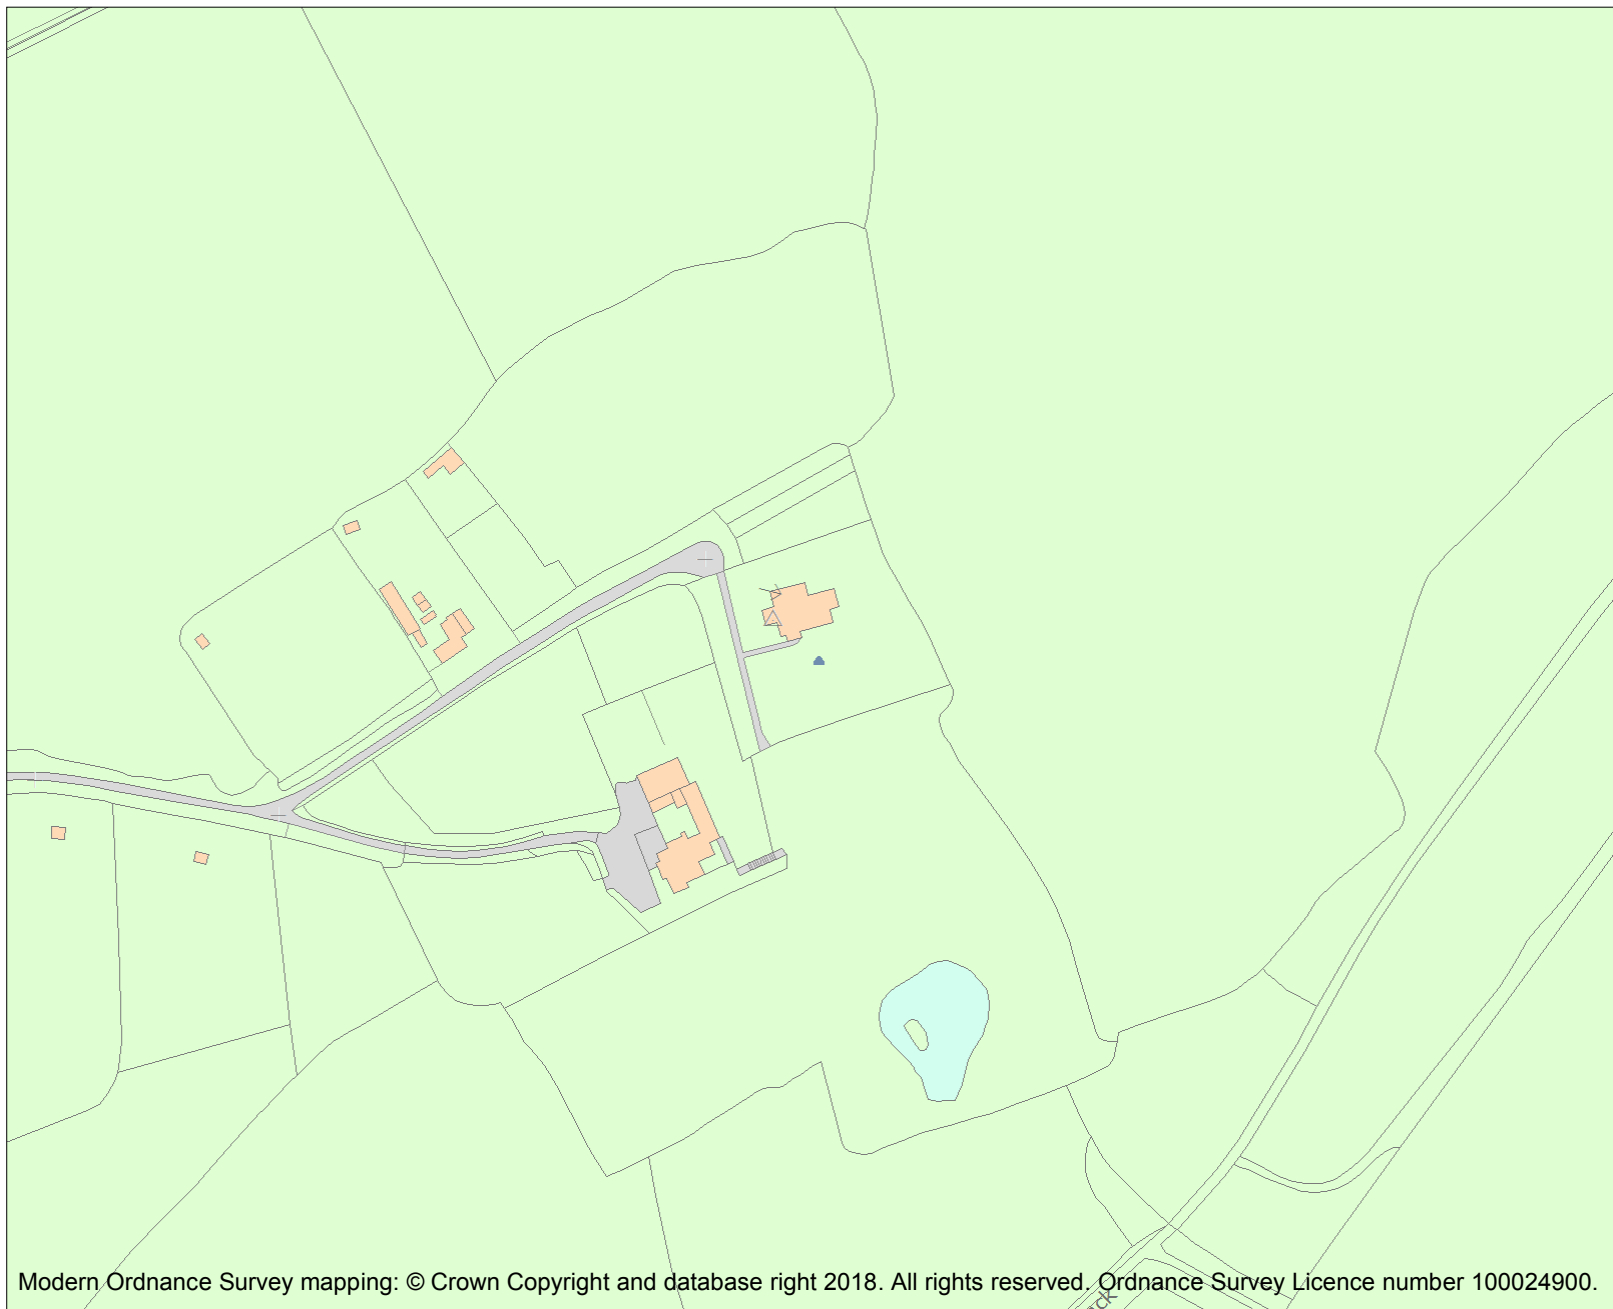 Modern Ordnance Survey mapping: © Crown Copyright and database right 2018. All rights reserved. Ordnance Survey Licence number 100024900.